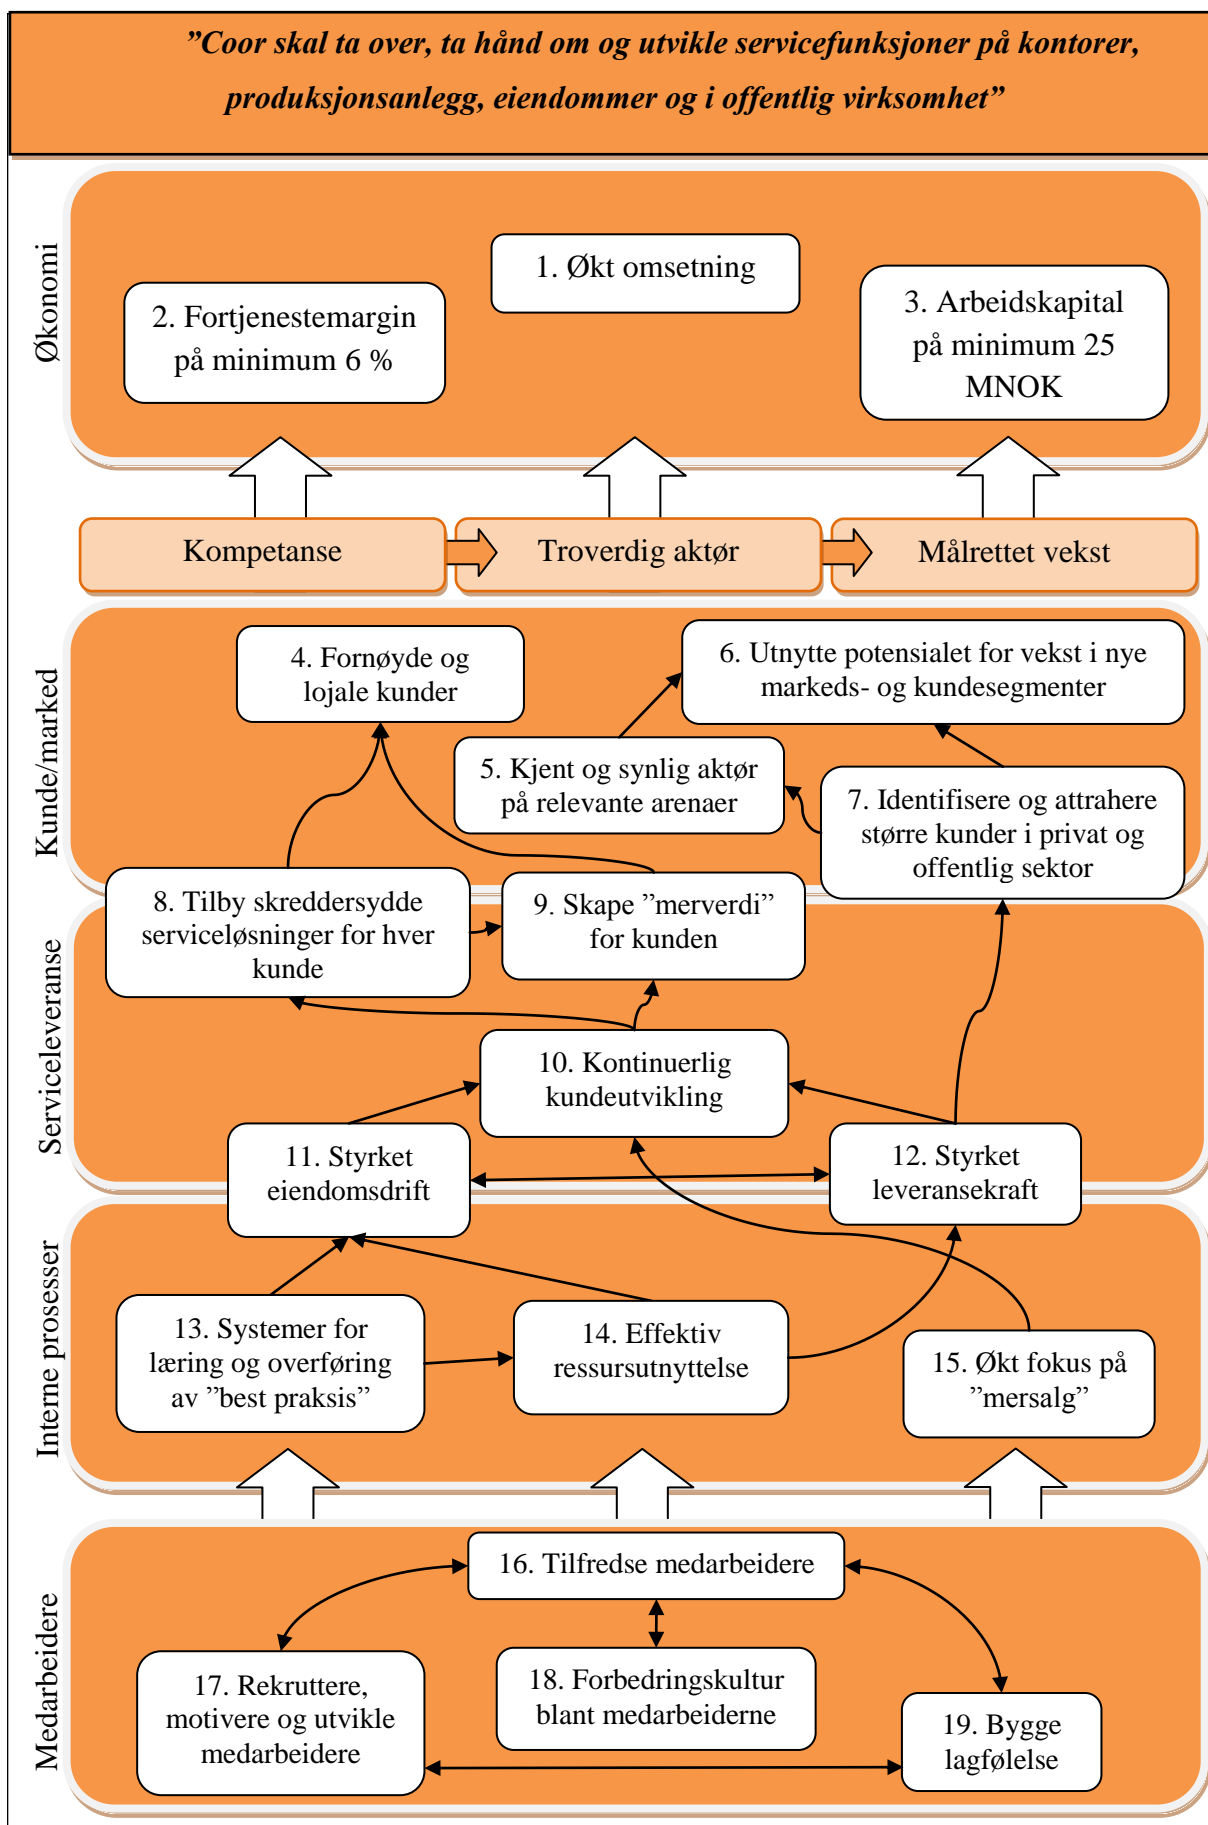 ”Coor skal ta over, ta hånd om og utvikle servicefunksjoner på kontorer,
produksjonsanlegg, eiendommer og i offentlig virksomhet”
Økonomi
1. Økt omsetning
2. Fortjenestemargin
på minimum 6 %
3. Arbeidskapital
på minimum 25
MNOK
Kompetanse
Troverdig aktør
Målrettet vekst
Kunde/marked
4. Fornøyde og
lojale kunder
6. Utnytte potensialet for vekst i nye
markeds- og kundesegmenter
5. Kjent og synlig aktør
på relevante arenaer
7. Identifisere og attrahere
større kunder i privat og
offentlig sektor
8. Tilby skreddersydde
serviceløsninger for hver
kunde
9. Skape ”merverdi”
for kunden
Serviceleveranse
10. Kontinuerlig
kundeutvikling
11. Styrket
eiendomsdrift
12. Styrket
leveransekraft
Interne prosesser
13. Systemer for
læring og overføring
av ”best praksis”
14. Effektiv
ressursutnyttelse
15. Økt fokus på
”mersalg”
Medarbeidere
16. Tilfredse medarbeidere
17. Rekruttere,
motivere og utvikle
medarbeidere
18. Forbedringskultur
blant medarbeiderne
19. Bygge
lagfølelse